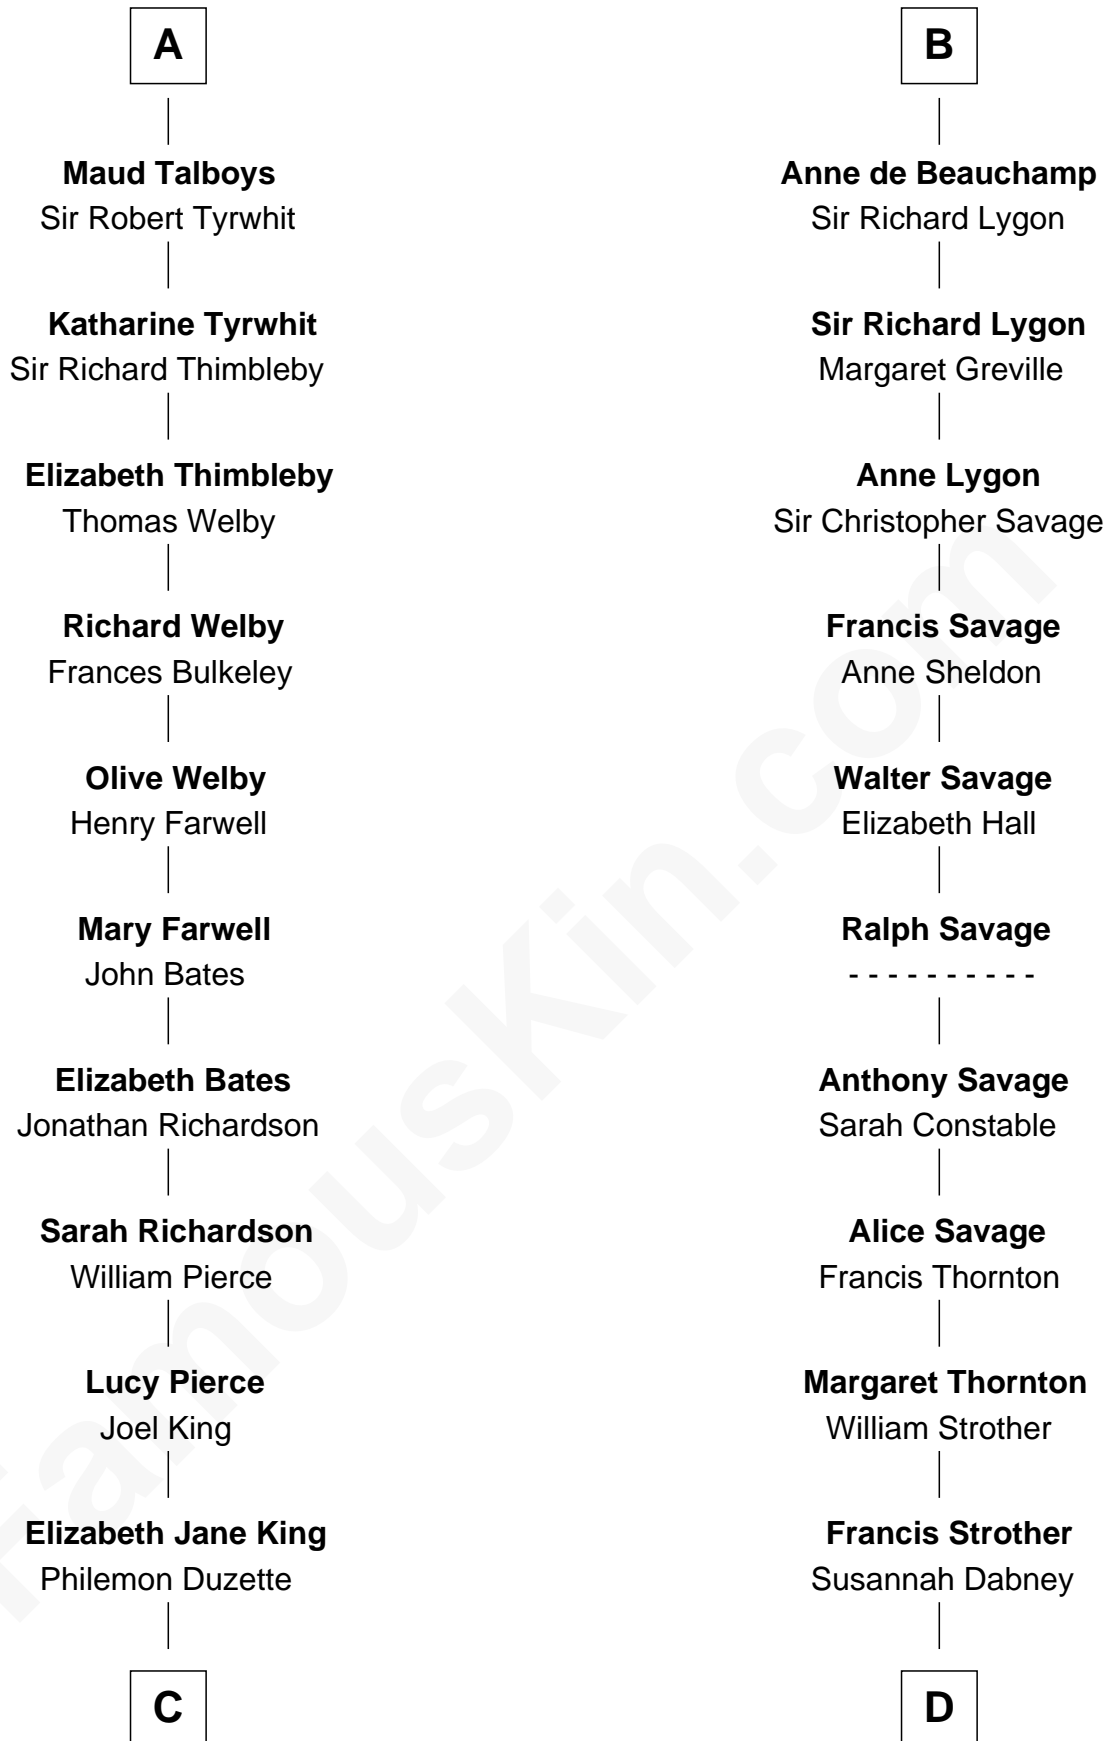 A
Maud Talboys
Sir Robert Tyrwhit
Katharine Tyrwhit
Sir Richard Thimbleby
Elizabeth Thimbleby
Thomas Welby
Richard Welby
Frances Bulkeley
Olive Welby
Henry Farwell
Mary Farwell
John Bates
Elizabeth Bates
Jonathan Richardson
Sarah Richardson
William Pierce
Lucy Pierce
Joel King
Elizabeth Jane King
Philemon Duzette
C
B
Anne de Beauchamp
Sir Richard Lygon
Sir Richard Lygon
Margaret Greville
Anne Lygon
Sir Christopher Savage
Francis Savage
Anne Sheldon
Walter Savage
Elizabeth Hall
Ralph Savage
- - - - - - - - - -
Anthony Savage
Sarah Constable
Alice Savage
Francis Thornton
Margaret Thornton
William Strother
Francis Strother
Susannah Dabney
D
FamousKin.com